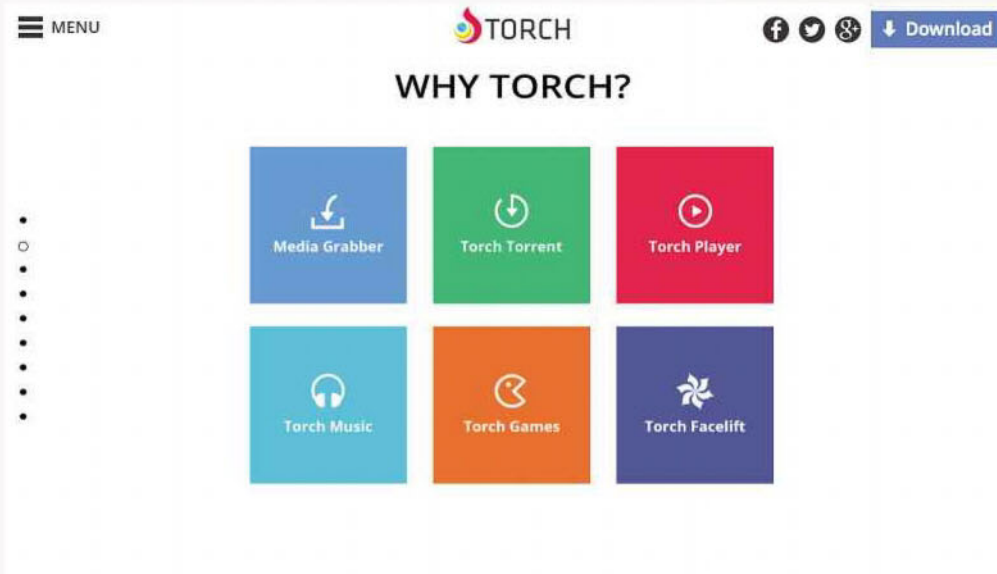 MENU
TORCH
Download
WHY TORCH?
Media Grabber
Torch Torrent
Torch Player
Torch Music
Torch Games
Torch Facelift